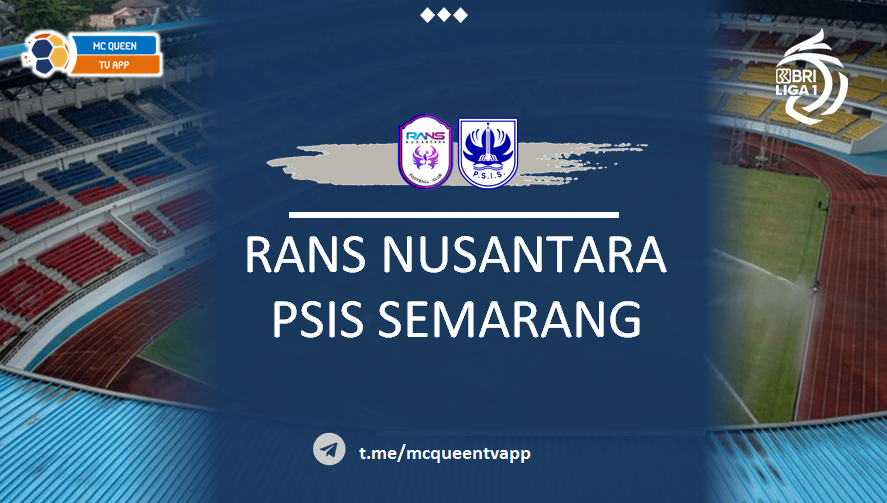 MC QUEEN
TV APP
BRI
LIGA 1
RANS
NUSANTARA
FOOTBALL CLUB
P.S.I.S.
RANS NUSANTARA
PSIS SEMARANG
t.me/mcqueentvapp